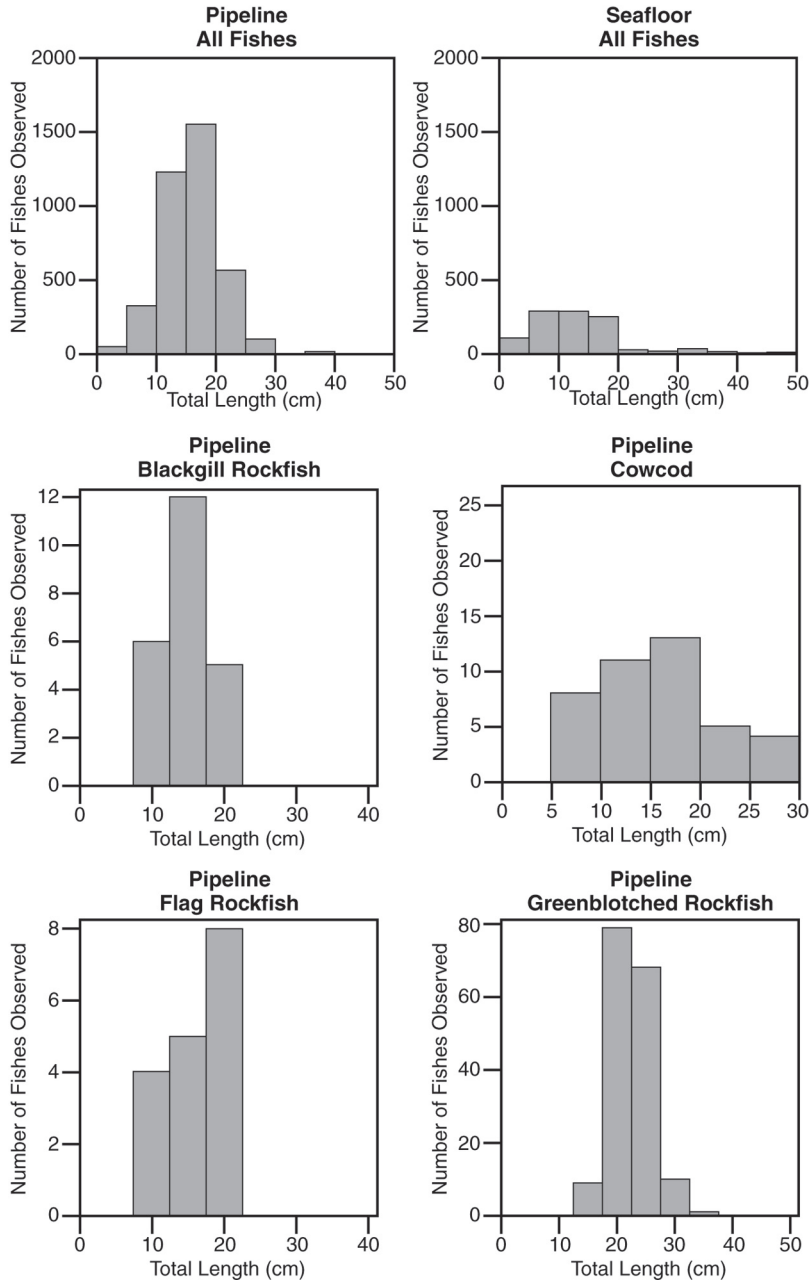 Pipeline
All Fishes
2000
1500
1000
500
0
Number of Fishes Observed
0 10 20 30 40 50
Total Length (cm)
Seafloor
All Fishes
2000
1500
1000
500
0
Number of Fishes Observed
0 10 20 30 40 50
Total Length (cm)
Pipeline
Blackgill Rockfish
12
10
8
6
4
2
0
Number of Fishes Observed
0 10 20 30 40
Total Length (cm)
Pipeline
Cowcod
25
20
15
10
5
0
Number of Fishes Observed
0 5 10 15 20 25 30
Total Length (cm)
Pipeline
Flag Rockfish
8
6
4
2
0
Number of Fishes Observed
0 10 20 30 40
Total Length (cm)
Pipeline
Greenblotched Rockfish
80
60
40
20
0
Number of Fishes Observed
0 10 20 30 40 50
Total Length (cm)